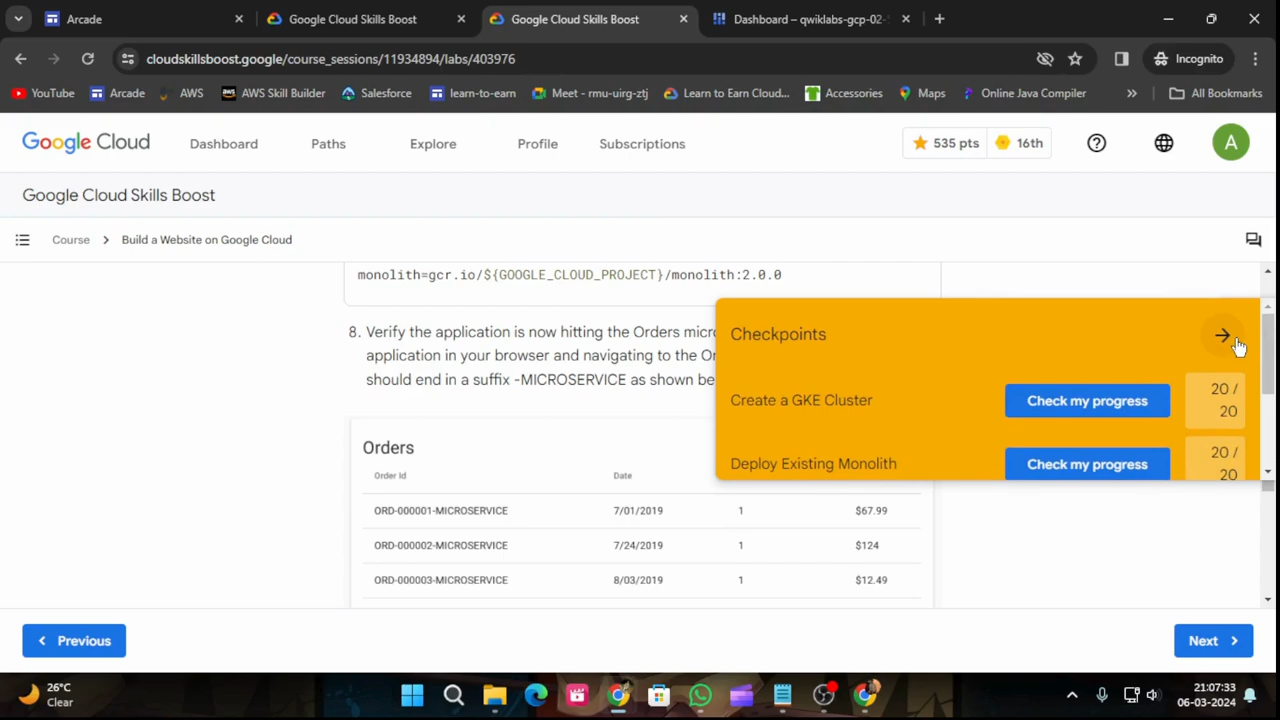 Arcade
Google Cloud Skills Boost
Google Cloud Skills Boost
Dashboard – qwiklabs-gcp-02-
cloudskillsboost.google/course_sessions/11934894/labs/403976
Incognito
YouTube
Arcade
AWS
AWS Skill Builder
Salesforce
learn-to-earn
Meet - rmu-uirg-ztj
Learn to Earn Cloud...
Accessories
Maps
Online Java Compiler
All Bookmarks
Google Cloud
Dashboard
Paths
Explore
Profile
Subscriptions
535 pts
16th
A
Google Cloud Skills Boost
Course
Build a Website on Google Cloud
monolith=gcr.io/${GOOGLE_CLOUD_PROJECT}/monolith:2.0.0
8. Verify the application is now hitting the Orders micr
application in your browser and navigating to the O
should end in a suffix -MICROSERVICE as shown be
Checkpoints
Create a GKE Cluster
Check my progress
20 /
20
Deploy Existing Monolith
Check my progress
20 /
20
Orders
Order Id
Date
ORD-000001-MICROSERVICE 7/01/2019 1 $67.99
ORD-000002-MICROSERVICE 7/24/2019 1 $124
ORD-000003-MICROSERVICE 8/03/2019 1 $12.49
Previous
Next
26°C
Clear
21:07:33
06-03-2024